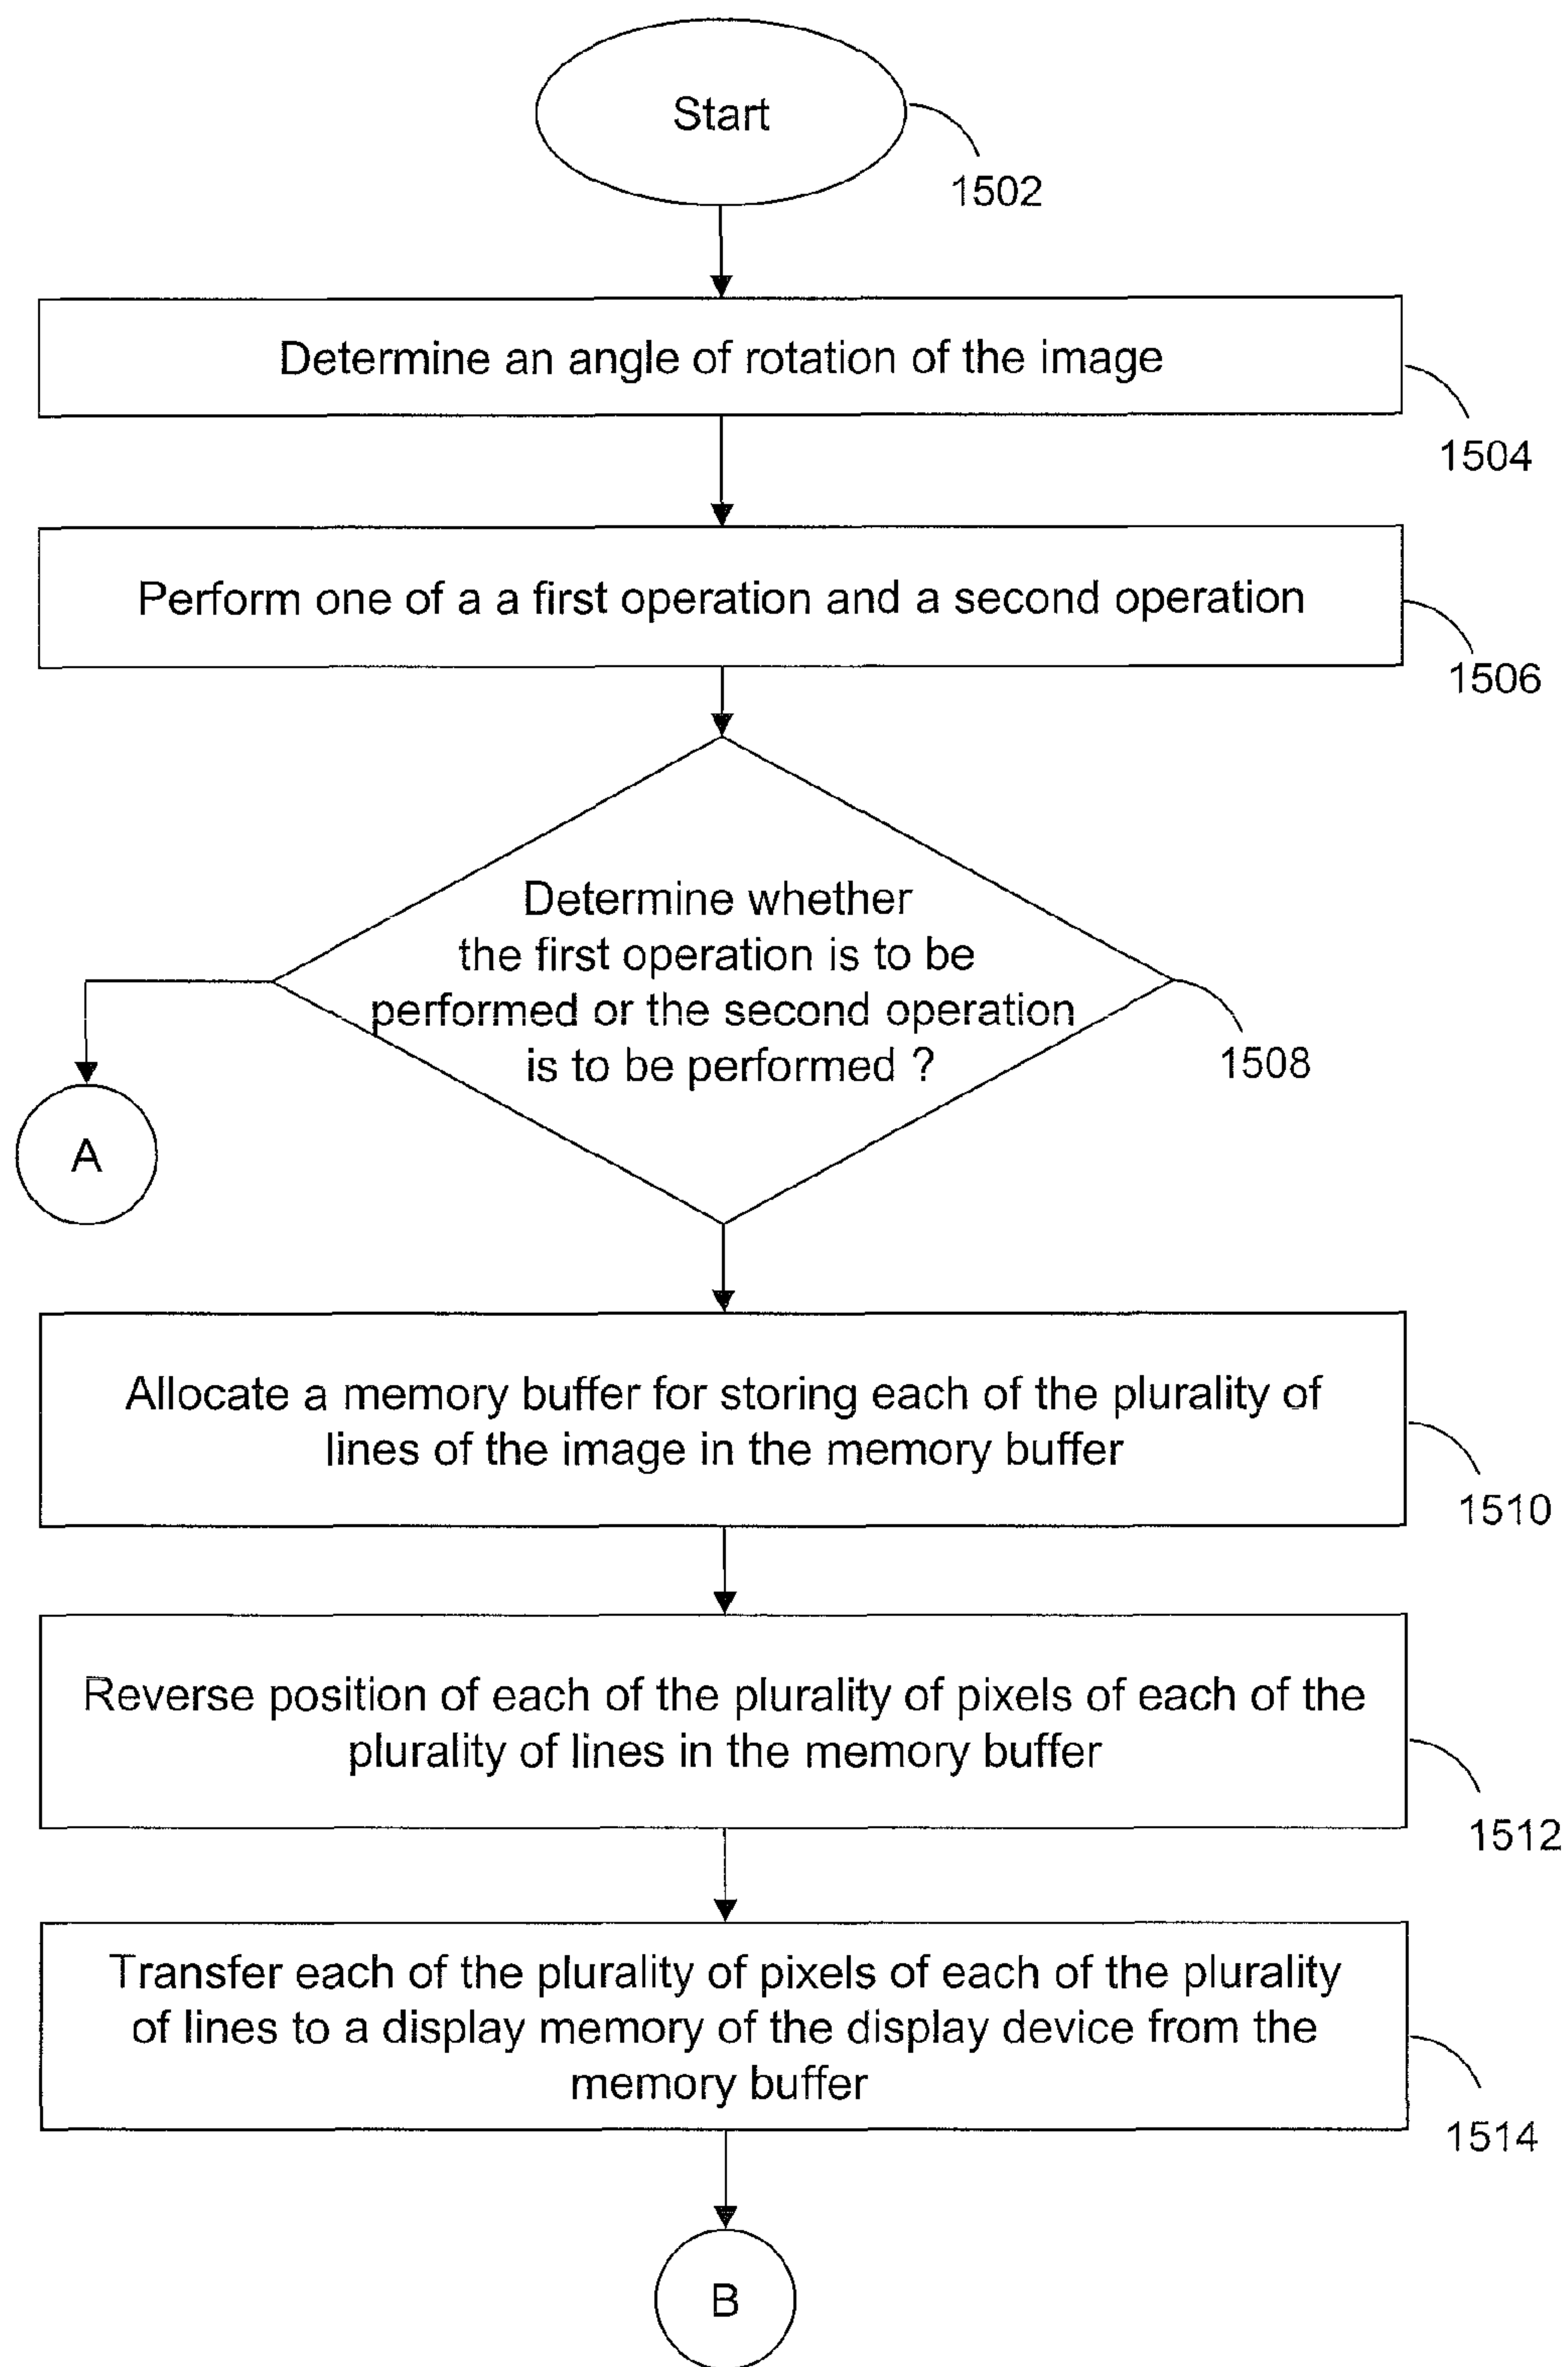 Start
1502
Determine an angle of rotation of the image
1504
Perform one of a a first operation and a second operation
1506
Determine whether
the first operation is to be
performed or the second operation
is to be performed ?
1508
A
Allocate a memory buffer for storing each of the plurality of
lines of the image in the memory buffer
1510
Reverse position of each of the plurality of pixels of each of the
plurality of lines in the memory buffer
1512
Transfer each of the plurality of pixels of each of the plurality
of lines to a display memory of the display device from the
memory buffer
1514
B